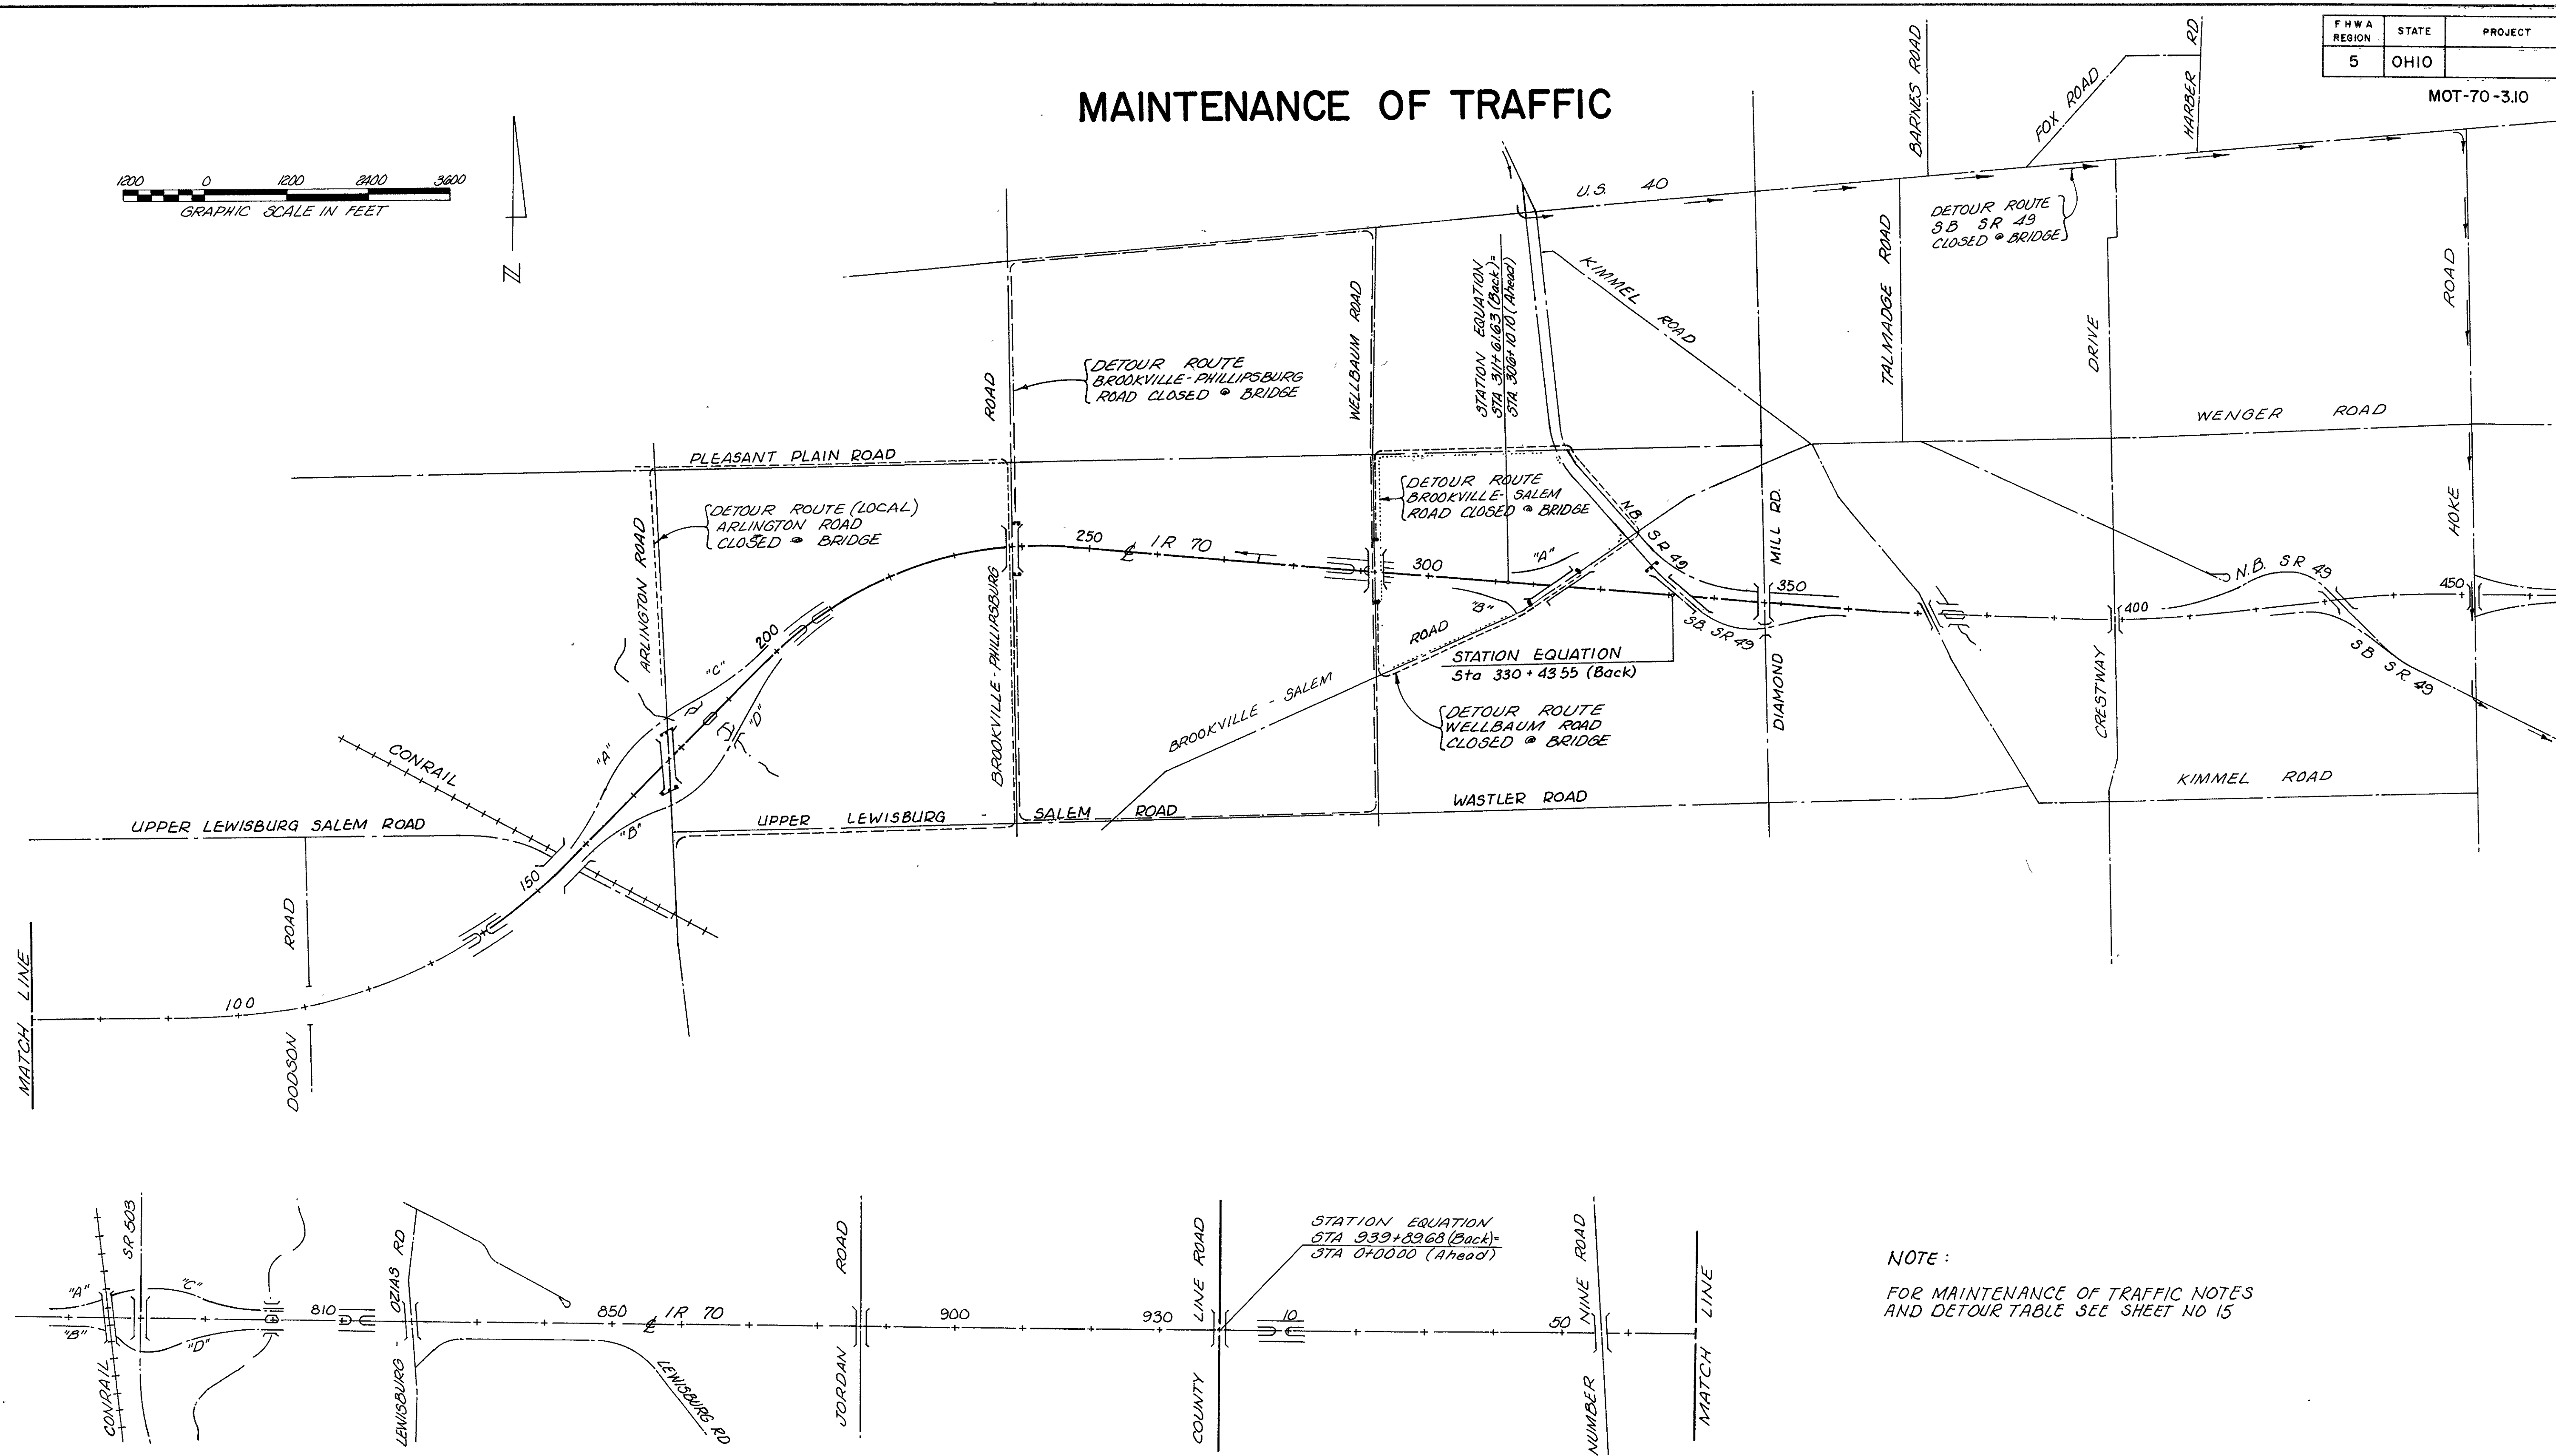 FHWA REGION
STATE
PROJECT
5
OHIO
MOT-70-3.10
MAINTENANCE OF TRAFFIC
1200 0 1200 2400 3600
GRAPHIC SCALE IN FEET
N
BARNES ROAD
FOX ROAD
HARBER RD
U.S. 40
DETOUR ROUTE
SB SR 49
CLOSED @ BRIDGE
KIMMEL ROAD
TALMADGE ROAD
CRESTWAY DRIVE
HOKE ROAD
WENGER ROAD
STATION EQUATION
STA 311+61.63 (Back)=
STA 306+10.10 (Ahead)
WELLBAUM ROAD
DETOUR ROUTE
BROOKVILLE-PHILLIPSBURG
ROAD CLOSED @ BRIDGE
BROOKVILLE-PHILLIPSBURG ROAD
PLEASANT PLAIN ROAD
DETOUR ROUTE (LOCAL)
ARLINGTON ROAD
CLOSED @ BRIDGE
ARLINGTON ROAD
DETOUR ROUTE
BROOKVILLE-SALEM
ROAD CLOSED @ BRIDGE
N.B. SR 49
MILL RD.
DIAMOND
250
℄ IR 70
300
"A"
"B"
350
SB. SR 49
400
N.B. SR 49
450
SB S.R. 49
STATION EQUATION
Sta 330+43.55 (Back)
BROOKVILLE - SALEM ROAD
DETOUR ROUTE
WELLBAUM ROAD
CLOSED @ BRIDGE
200
"C"
"D"
"A"
"B"
CONRAIL
UPPER LEWISBURG SALEM ROAD
UPPER LEWISBURG - SALEM ROAD
WASTLER ROAD
KIMMEL ROAD
150
100
DODSON ROAD
MATCH LINE
SR 503
"A"
"C"
"B"
"D"
CONRAIL
810
LEWISBURG - OZIAS RD
850
℄ IR 70
LEWISBURG RD
JORDAN ROAD
900
930
COUNTY LINE ROAD
STATION EQUATION
STA 939+89.68 (Back)=
STA 0+00.00 (Ahead)
10
50
NUMBER NINE ROAD
MATCH LINE
NOTE:
FOR MAINTENANCE OF TRAFFIC NOTES
AND DETOUR TABLE SEE SHEET NO 15